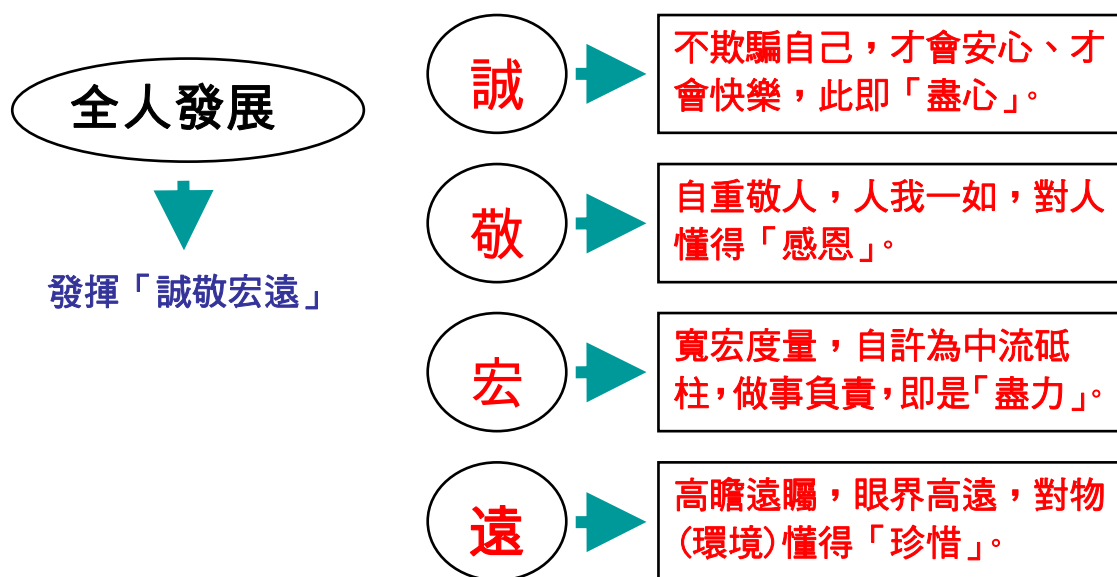 全人發展
發揮「誠敬宏遠」
誠
不欺騙自己，才會安心、才
會快樂，此即「盡心」。
敬
自重敬人，人我一如，對人
懂得「感恩」。
宏
寬宏度量，自許為中流砥
柱，做事負責，即是「盡力」。
遠
高瞻遠矚，眼界高遠，對物
(環境)懂得「珍惜」。